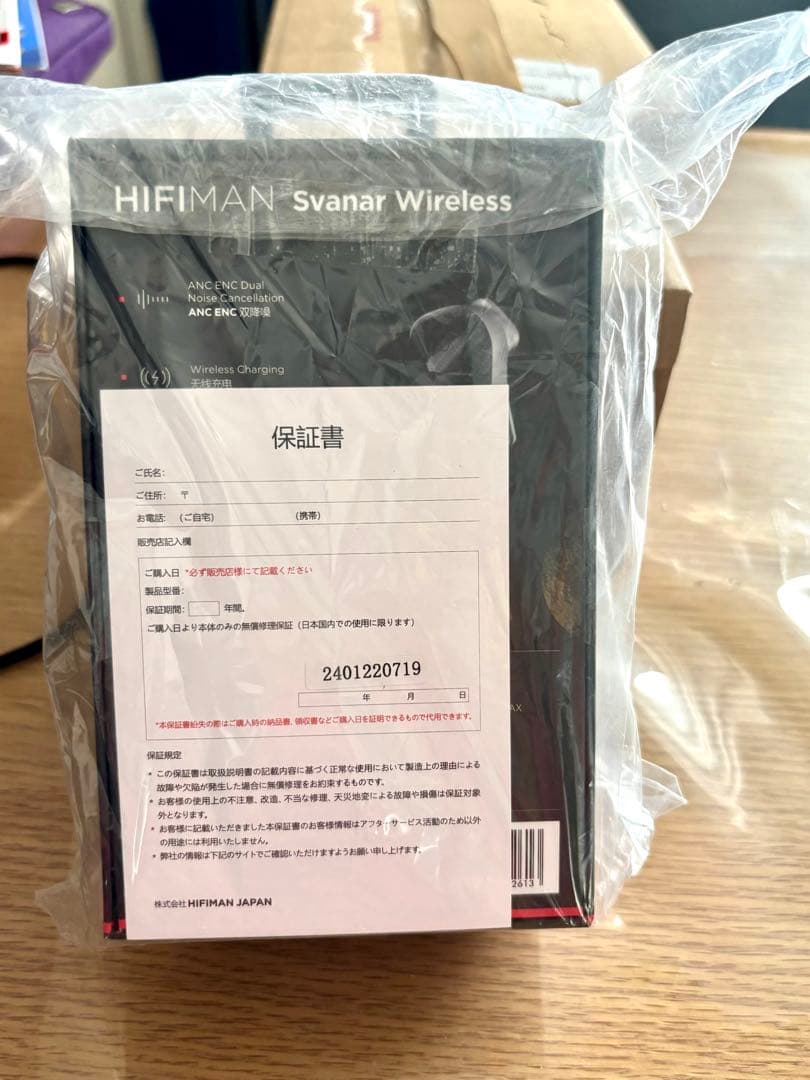 HIFIMAN Svanar Wireless
ANC ENC Dual
Noise Cancellation
ANC ENC 双降噪
Wireless Charging
无线充电
保証書
ご氏名:
ご住所: 〒
お電話: (ご自宅) (携帯)
販売店記入欄
ご購入日 *必ず販売店様にて記載ください
製品型番:
保証期間: 年間。
ご購入日より本体のみの無償修理保証(日本国内での使用に限ります)
2401220719
年 月 日
*本保証書紛失の際はご購入時の納品書、領収書などご購入日を証明できるもので代用できます。
保証規定
* この保証書は取扱説明書の記載内容に基づく正常な使用において製造上の理由による
故障や欠陥が発生した場合に無償修理をお約束するものです。
* お客様の使用上の不注意、改造、不当な修理、天災地変による故障や損傷は保証対象
外となります。
* お客様に記載いただきました本保証書のお客様情報はアフターサービス活動のため以外
の用途には利用いたしません。
* 弊社の情報は下記のサイトでご確認いただけますようお願い申し上げます。
株式会社 HIFIMAN JAPAN
AX
2613